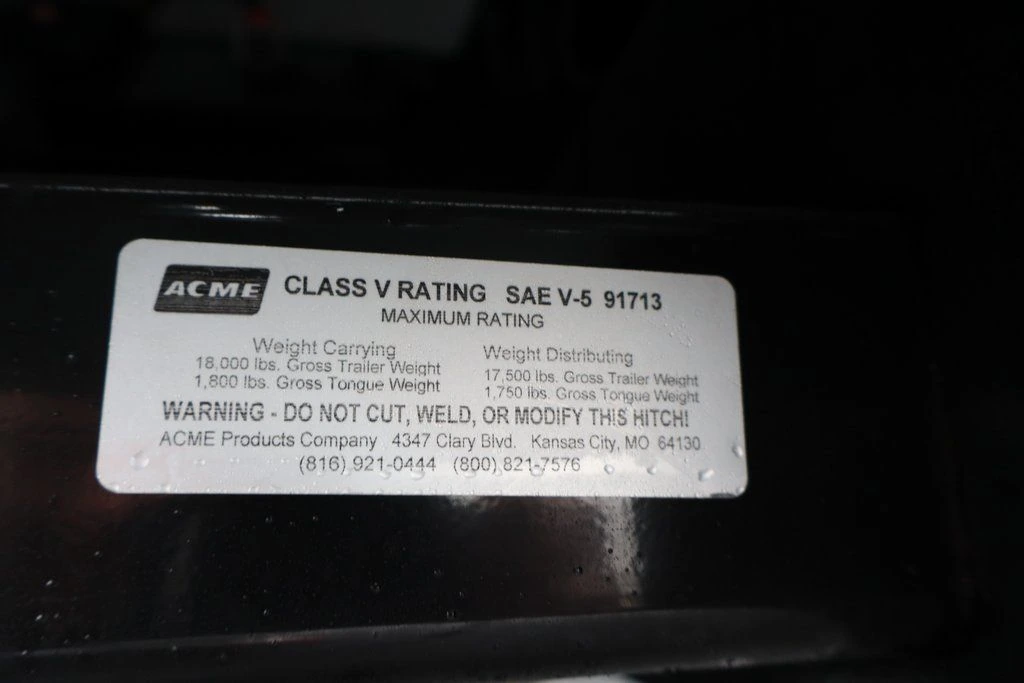 ACME CLASS V RATING SAE V-5 91713
MAXIMUM RATING
Weight Carrying
18,000 lbs. Gross Trailer Weight
1,800 lbs. Gross Tongue Weight
Weight Distributing
17,500 lbs. Gross Trailer Weight
1,750 lbs. Gross Tongue Weight
WARNING - DO NOT CUT, WELD, OR MODIFY THIS HITCH!
ACME Products Company 4347 Clary Blvd. Kansas City, MO 64130
(816) 921-0444 (800) 821-7576